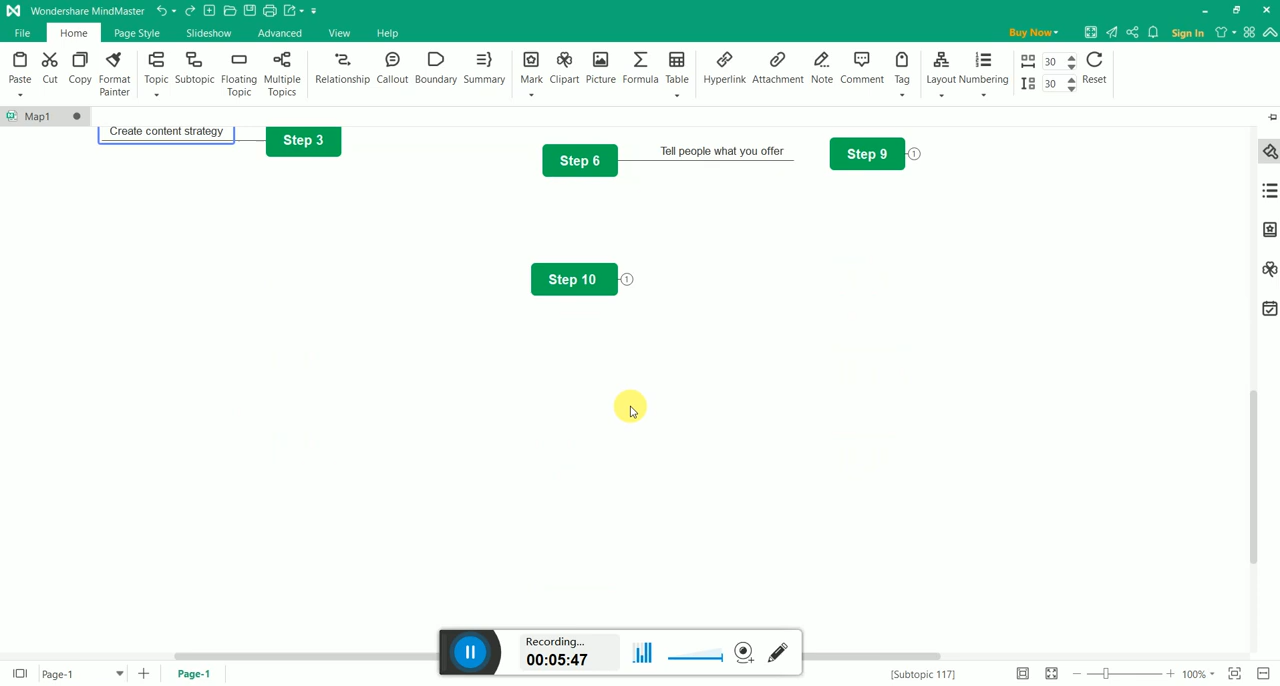 Wondershare MindMaster
File Home Page Style Slideshow Advanced View Help Buy Now Sign In
Paste Cut Copy Format Painter Topic Subtopic Floating Topic Multiple Topics Relationship Callout Boundary Summary Mark Clipart Picture Formula Table Hyperlink Attachment Note Comment Tag Layout Numbering 30 30 Reset
Map1
Create content strategy
Step 3
Step 6
Tell people what you offer
Step 9
1
Step 10
1
Recording...
00:05:47
Page-1
Page-1
[Subtopic 117]
100%